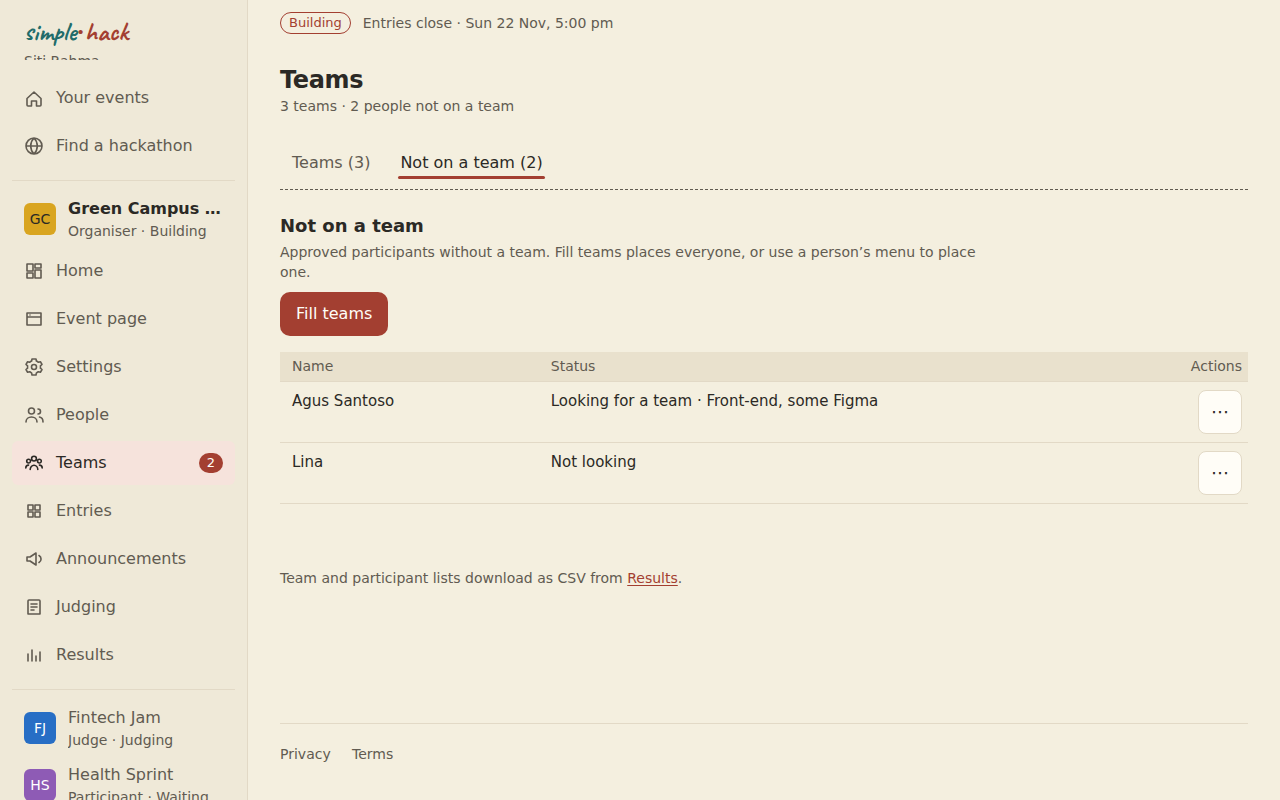 simple·hack
Siti Rahma
Your events
Find a hackathon
GC
Green Campus ...
Organiser · Building
Home
Event page
Settings
People
Teams
2
Entries
Announcements
Judging
Results
FJ
Fintech Jam
Judge · Judging
HS
Health Sprint
Participant · Waiting
Building
Entries close · Sun 22 Nov, 5:00 pm
Teams
3 teams · 2 people not on a team
Teams (3)
Not on a team (2)
Not on a team
Approved participants without a team. Fill teams places everyone, or use a person’s menu to place
one.
Fill teams
Name Status Actions
Agus Santoso Looking for a team · Front-end, some Figma
Lina Not looking
Team and participant lists download as CSV from Results.
Privacy Terms